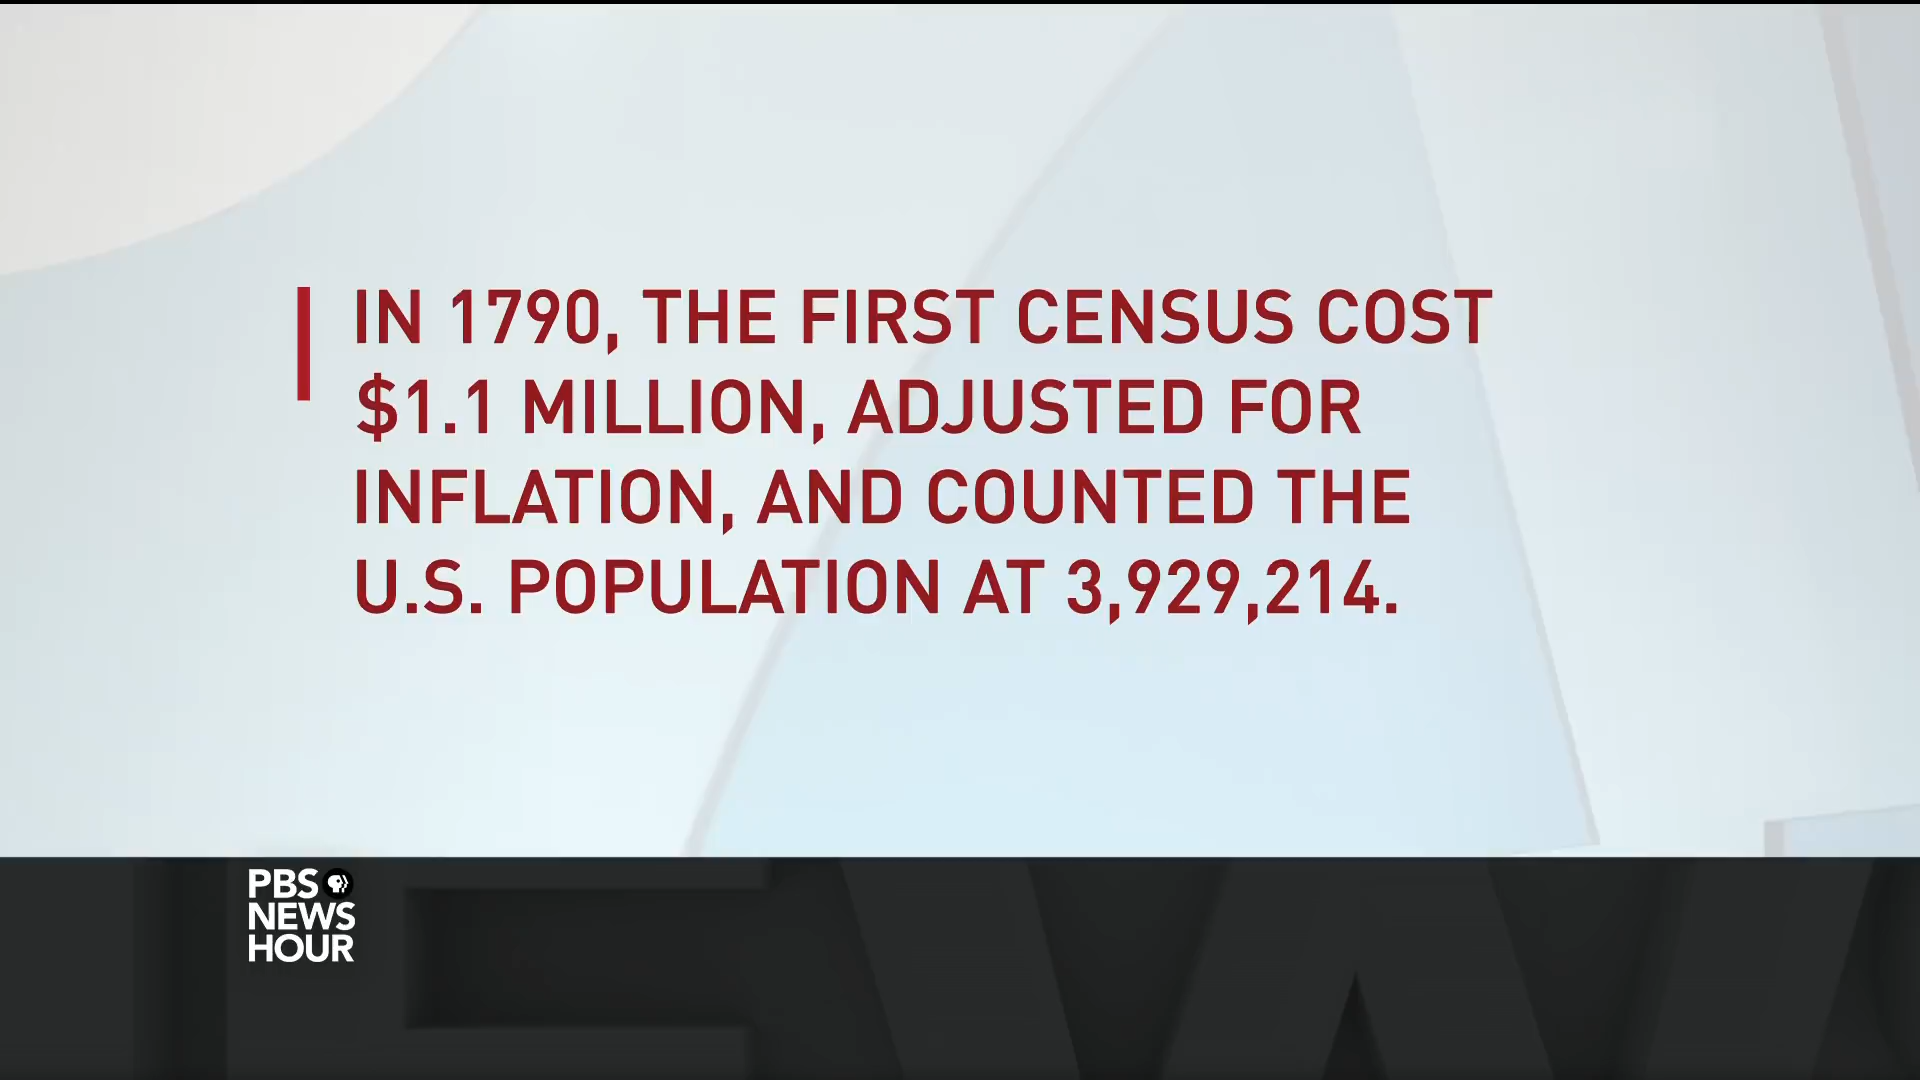 IN 1790, THE FIRST CENSUS COST
$1.1 MILLION, ADJUSTED FOR
INFLATION, AND COUNTED THE
U.S. POPULATION AT 3,929,214.
PBS
NEWS
HOUR